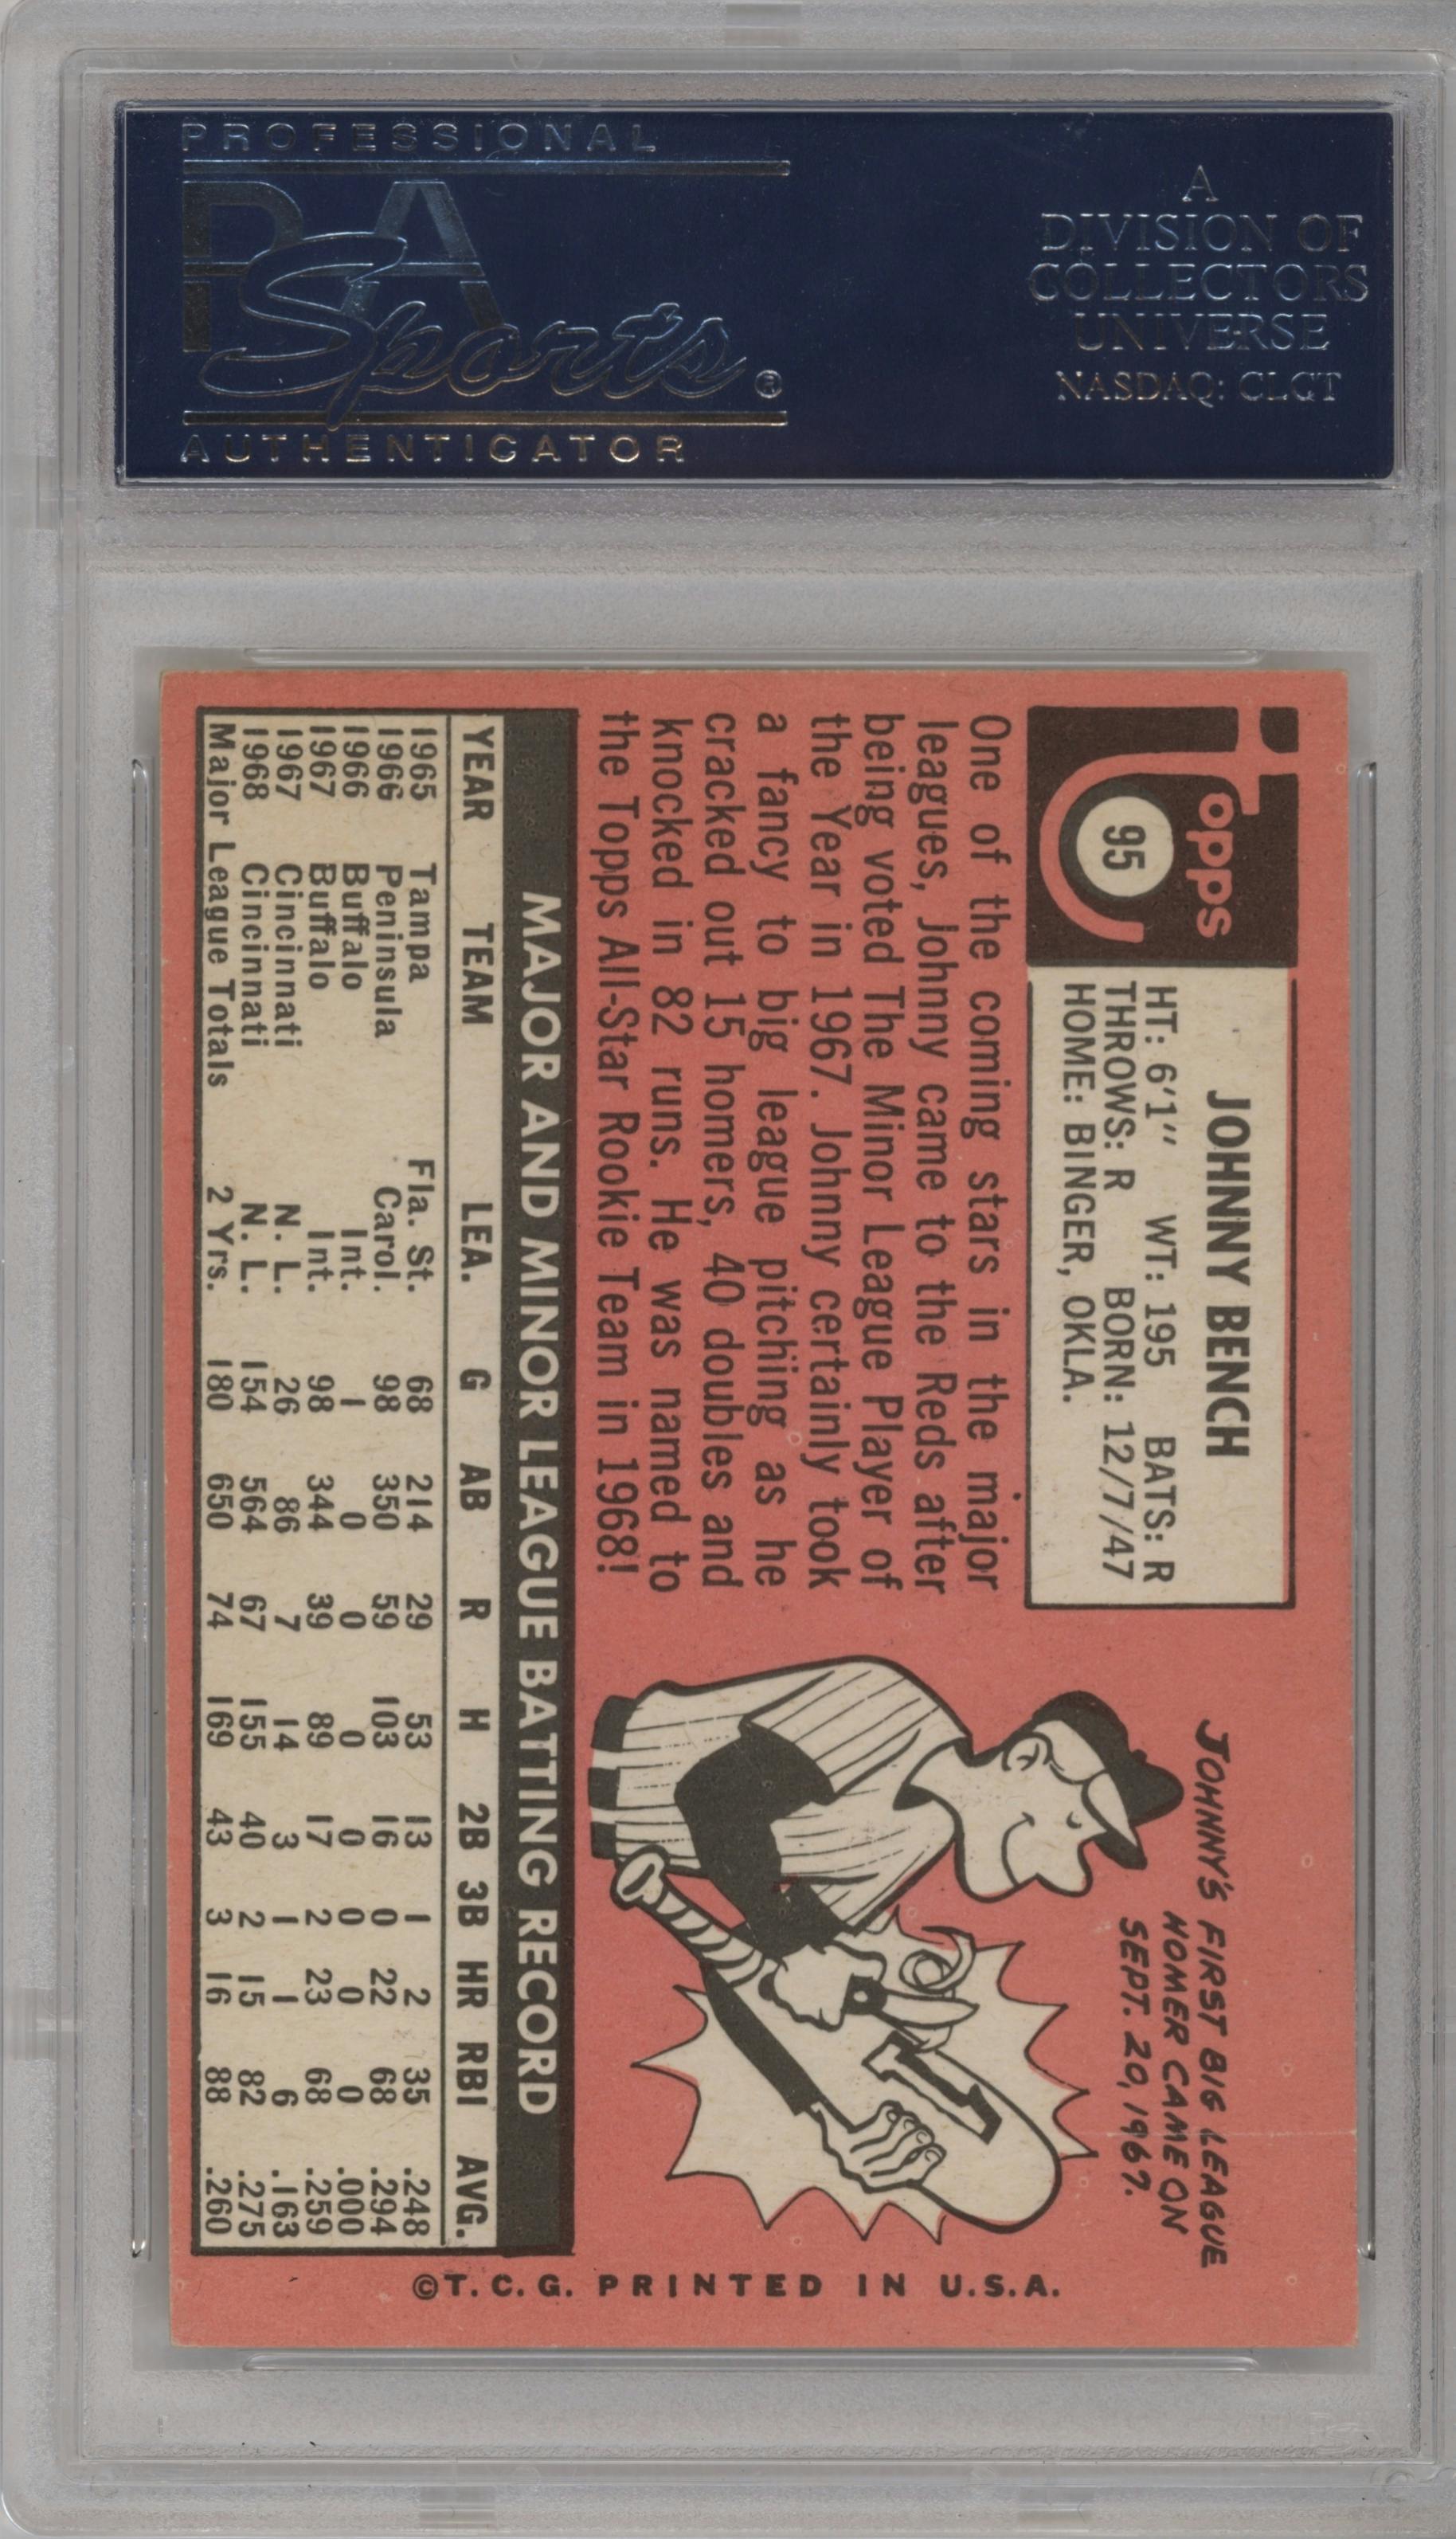 PROFESSIONAL
PSA
Sports®
AUTHENTICATOR
A
DIVISION OF
COLLECTORS
UNIVERSE
NASDAQ: CLCT
Topps
95
JOHNNY BENCH
HT: 6'1" WT: 195 BATS: R
THROWS: R BORN: 12/7/47
HOME: BINGER, OKLA.
One of the coming stars in the major
leagues, Johnny came to the Reds after
being voted The Minor League Player of
the Year in 1967. Johnny certainly took
a fancy to big league pitching as he
cracked out 15 homers, 40 doubles and
knocked in 82 runs. He was named to
the Topps All-Star Rookie Team in 1968!
JOHNNY'S FIRST BIG LEAGUE
HOMER CAME ON
SEPT. 20, 1967.
1
MAJOR AND MINOR LEAGUE BATTING RECORD
YEAR TEAM LEA. G AB R H 2B 3B HR RBI AVG.
1965 Tampa Fla. St. 68 214 29 53 13 1 2 35 .248
1966 Peninsula Carol. 98 350 59 103 16 0 22 68 .294
1966 Buffalo Int. 1 0 0 0 0 0 0 0 .000
1967 Buffalo Int. 98 344 39 89 17 2 23 68 .259
1967 Cincinnati N. L. 26 86 7 14 3 1 1 6 .163
1968 Cincinnati N. L. 154 564 67 155 40 2 15 82 .275
Major League Totals 2 Yrs. 180 650 74 169 43 3 16 88 .260
©T. C. G. PRINTED IN U.S.A.